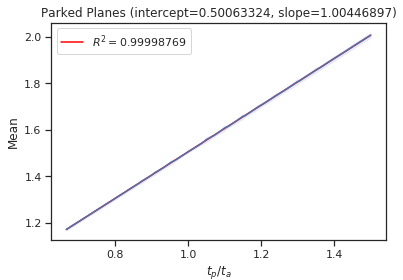 Parked Planes (intercept=0.50063324, slope=1.00446897)
R² = 0.99998769
Mean
2.0
1.8
1.6
1.4
1.2
0.8
1.0
1.2
1.4
t_p/t_a